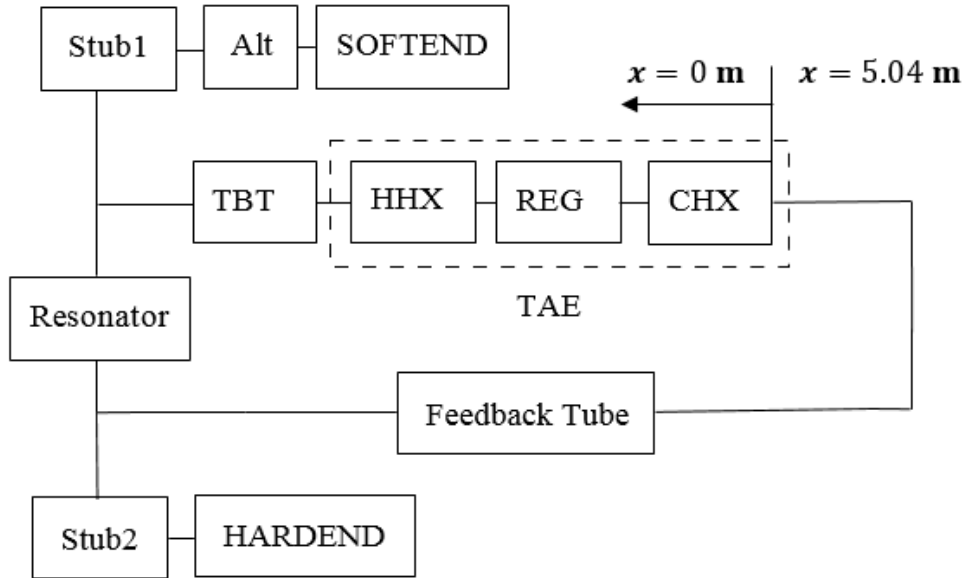 Stub1
Alt
SOFTEND
x = 0 m
x = 5.04 m
TBT
HHX
REG
CHX
TAE
Resonator
Feedback Tube
Stub2
HARDEND